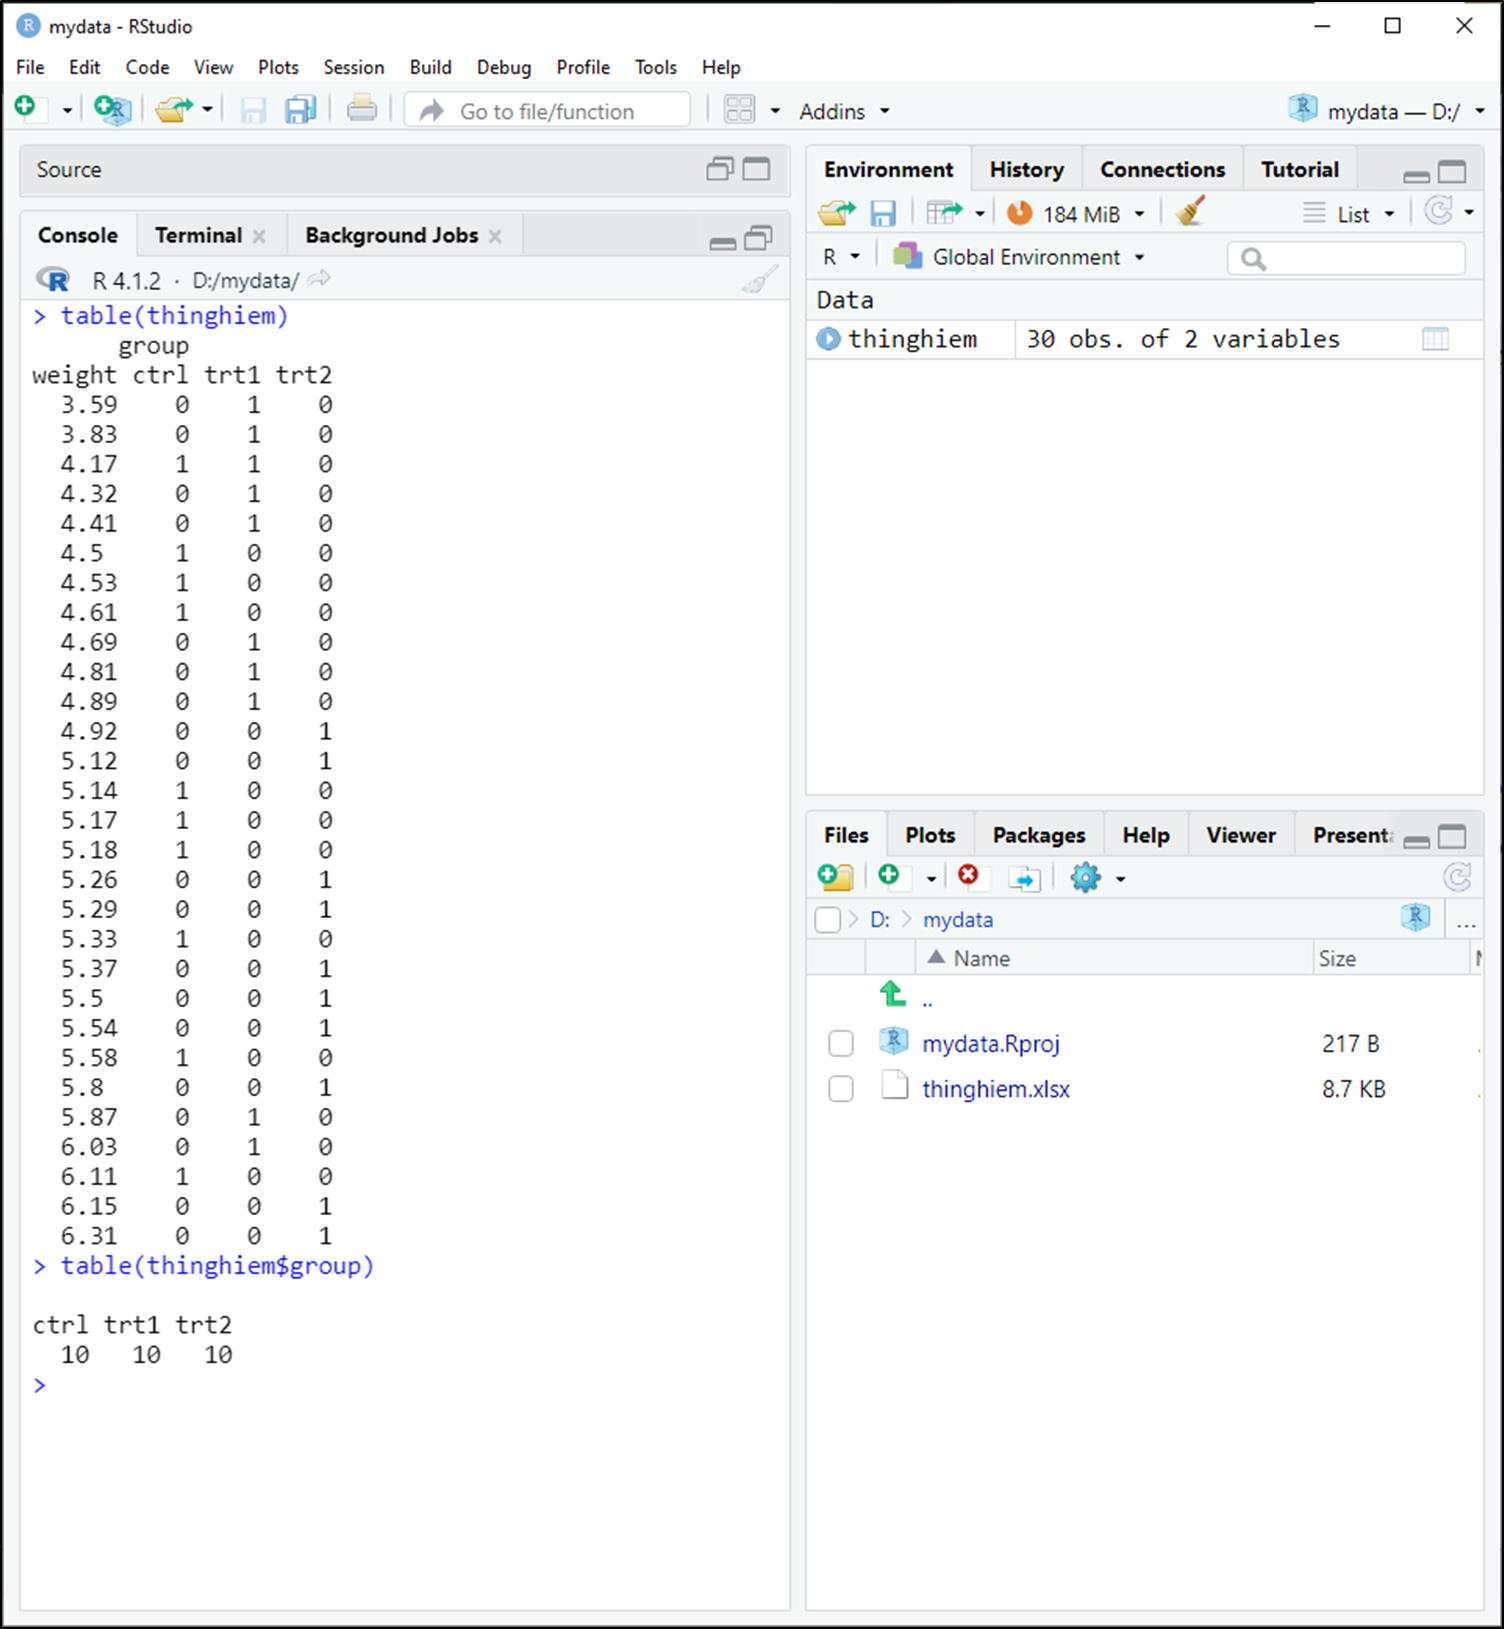 mydata - RStudio
File Edit Code View Plots Session Build Debug Profile Tools Help
Go to file/function Addins mydata — D:/
Source
Console Terminal Background Jobs
R 4.1.2 · D:/mydata/
> table(thinghiem)
group
weight ctrl trt1 trt2
3.59 0 1 0
3.83 0 1 0
4.17 1 1 0
4.32 0 1 0
4.41 0 1 0
4.5 1 0 0
4.53 1 0 0
4.61 1 0 0
4.69 0 1 0
4.81 0 1 0
4.89 0 1 0
4.92 0 0 1
5.12 0 0 1
5.14 1 0 0
5.17 1 0 0
5.18 1 0 0
5.26 0 0 1
5.29 0 0 1
5.33 1 0 0
5.37 0 0 1
5.5 0 0 1
5.54 0 0 1
5.58 1 0 0
5.8 0 0 1
5.87 0 1 0
6.03 0 1 0
6.11 1 0 0
6.15 0 0 1
6.31 0 0 1
> table(thinghiem$group)
ctrl trt1 trt2
10 10 10
>
Environment History Connections Tutorial
184 MiB List
R Global Environment
Data
thinghiem 30 obs. of 2 variables
Files Plots Packages Help Viewer Present
D: mydata ...
Name Size
..
mydata.Rproj 217 B
thinghiem.xlsx 8.7 KB